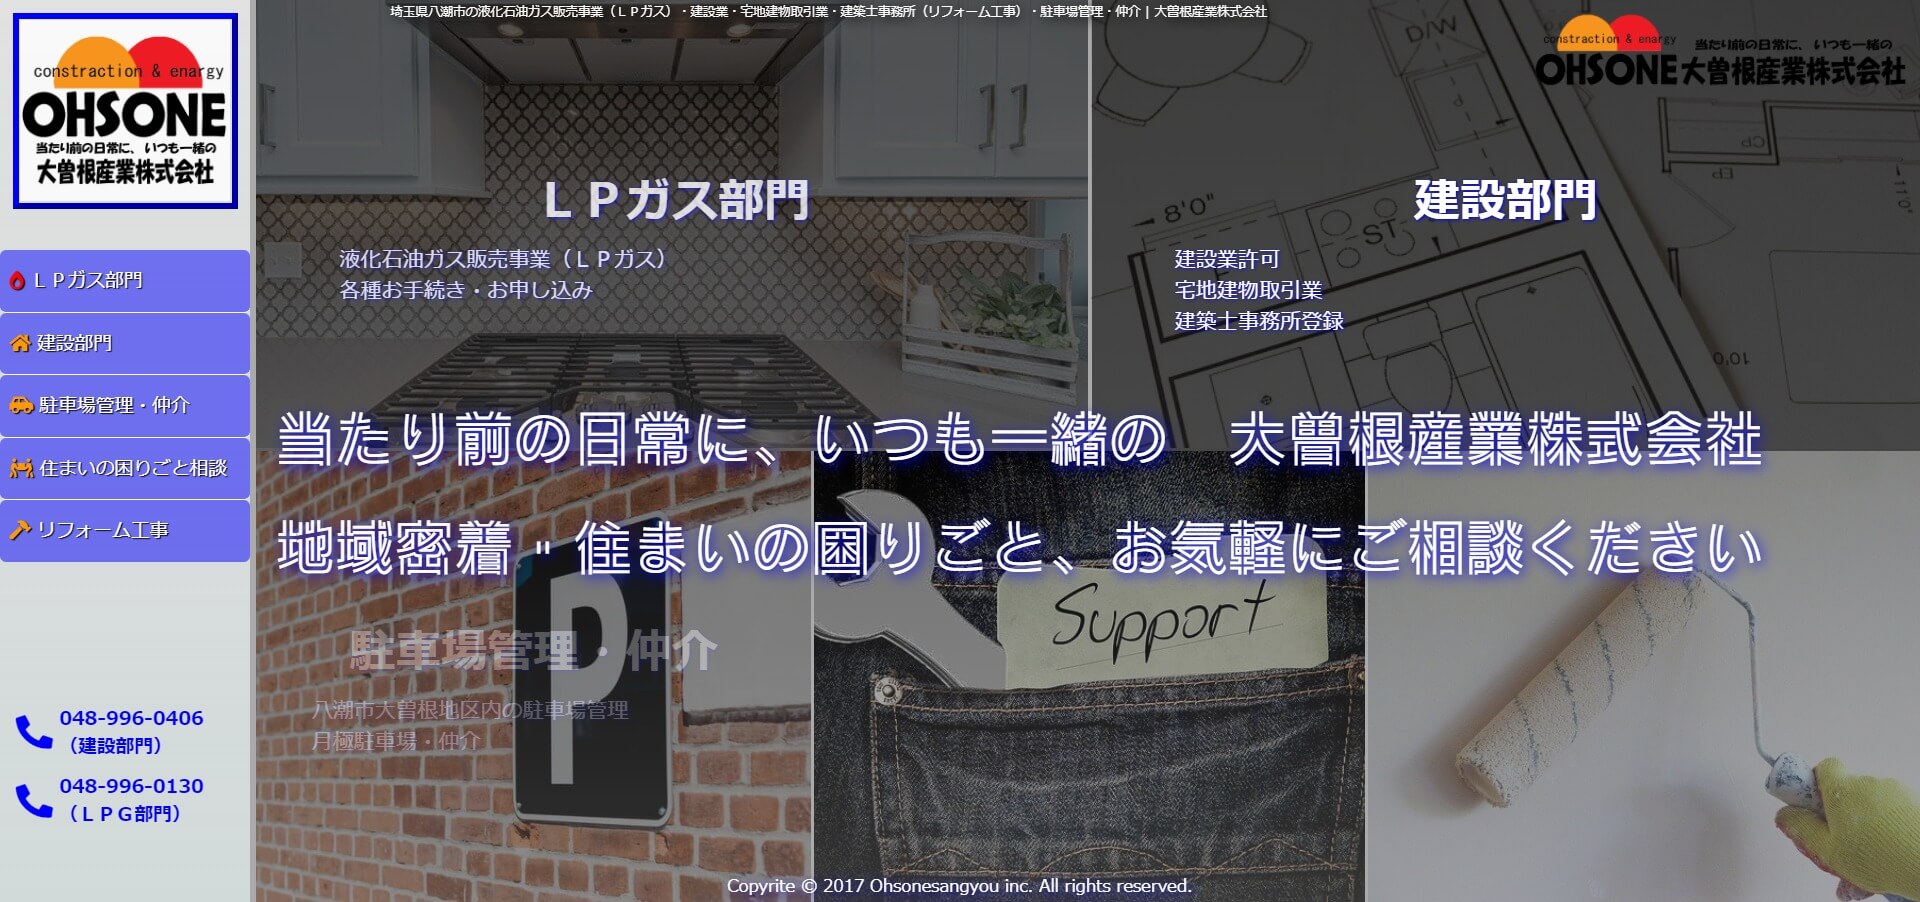 埼玉県八潮市の液化石油ガス販売事業（ＬＰガス）・建設業・宅地建物取引業・建築士事務所（リフォーム工事）・駐車場管理・仲介 | 大曽根産業株式会社
constraction & enargy
OHSONE
当たり前の日常に、いつも一緒の
大曽根産業株式会社
constraction & enargy
当たり前の日常に、いつも一緒の
OHSONE 大曽根産業株式会社
ＬＰガス部門
建設部門
駐車場管理・仲介
住まいの困りごと相談
リフォーム工事
048-996-0406
（建設部門）
048-996-0130
（ＬＰＧ部門）
ＬＰガス部門
液化石油ガス販売事業（ＬＰガス）
各種お手続き・お申し込み
建設部門
建設業許可
宅地建物取引業
建築士事務所登録
D/W
8'0"
ST
CP
EP
11'0"
10'0"
当たり前の日常に、いつも一緒の　大曽根産業株式会社
地域密着 - 住まいの困りごと、お気軽にご相談ください
駐車場管理・仲介
八潮市大曽根地区内の駐車場管理
月極駐車場・仲介
P
Support
Copyrite © 2017 Ohsonesangyou inc. All rights reserved.